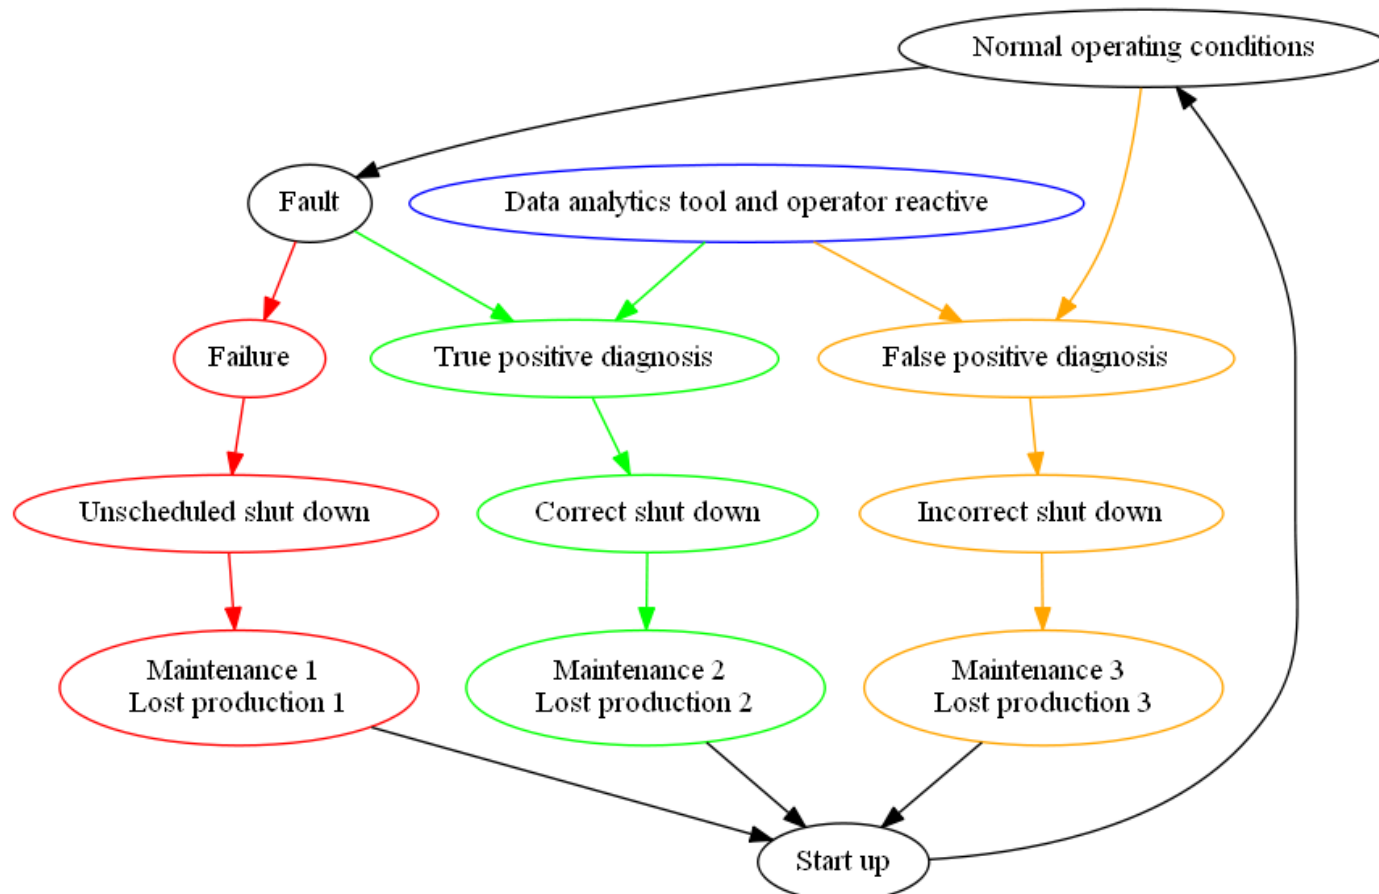 Normal operating conditions
Fault
Data analytics tool and operator reactive
Failure
True positive diagnosis
False positive diagnosis
Unscheduled shut down
Correct shut down
Incorrect shut down
Maintenance 1
Lost production 1
Maintenance 2
Lost production 2
Maintenance 3
Lost production 3
Start up